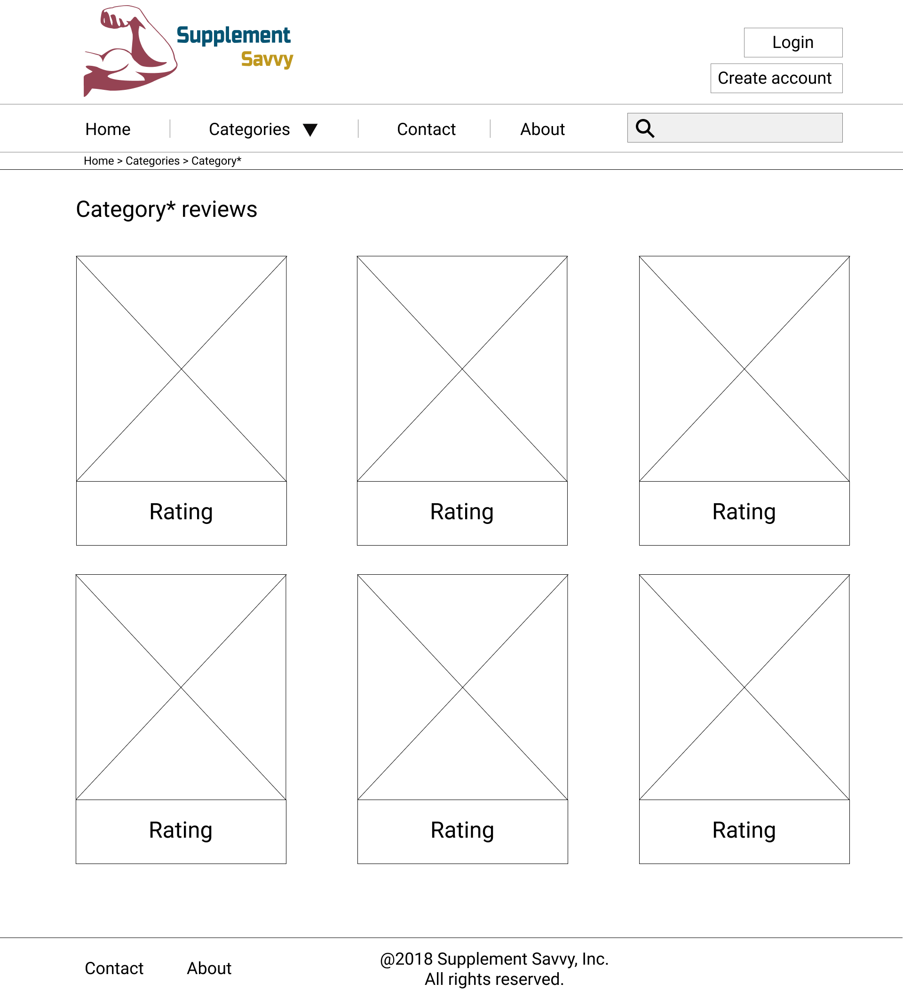 Supplement
Savvy
Login
Create account
Home
Categories
Contact
About
Home > Categories > Category*
Category* reviews
Rating
Rating
Rating
Rating
Rating
Rating
Contact
About
@2018 Supplement Savvy, Inc.
All rights reserved.